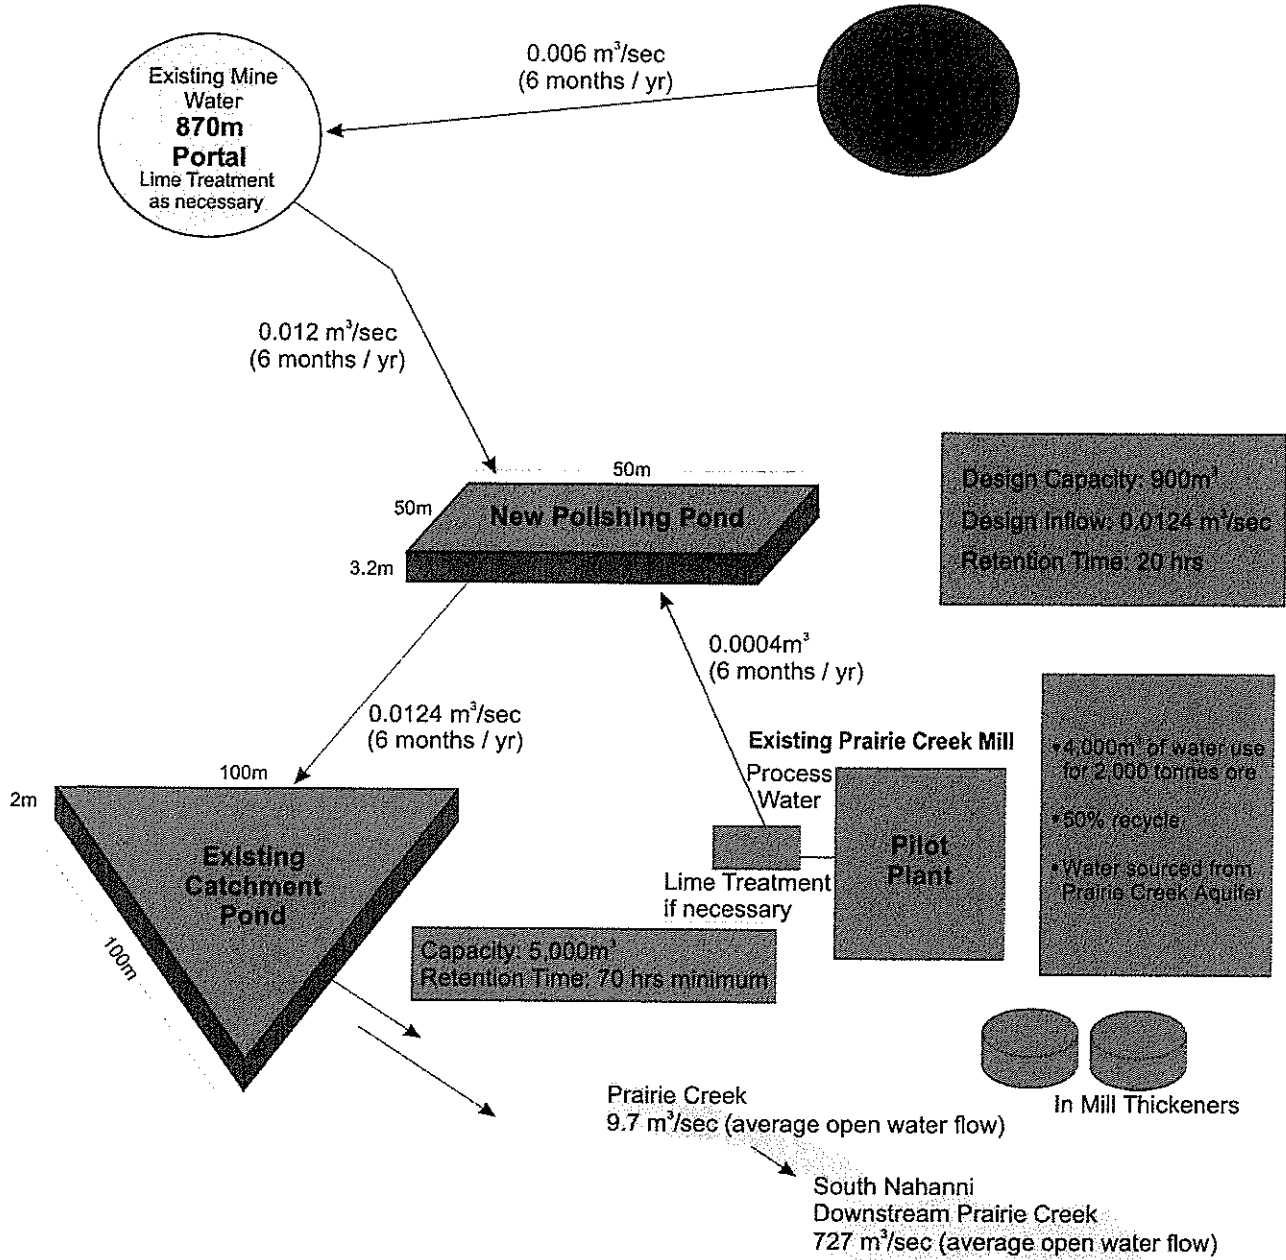 0.006 m³/sec
(6 months / yr)
Existing Mine
Water
870m
Portal
Lime Treatment
as necessary
0.012 m³/sec
(6 months / yr)
50m
50m
New Polishing Pond
3.2m
Design Capacity: 900m³
Design Inflow: 0.0124 m³/sec
Retention Time: 20 hrs
0.0004m³
(6 months / yr)
0.0124 m³/sec
(6 months / yr)
100m
2m
Existing
Catchment
Pond
100m
Existing Prairie Creek Mill
Process
Water
Pilot
Plant
Lime Treatment
if necessary
•4,000m³ of water use
for 2,000 tonnes ore
•50% recycle
•Water sourced from
Prairie Creek Aquifer
Capacity: 5,000m³
Retention Time: 70 hrs minimum
In Mill Thickeners
Prairie Creek
9.7 m³/sec (average open water flow)
South Nahanni
Downstream Prairie Creek
727 m³/sec (average open water flow)